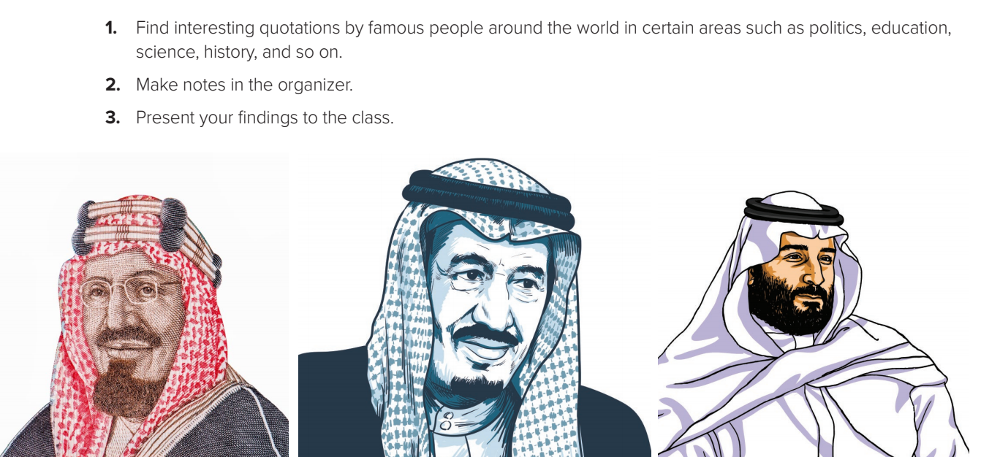 1. Find interesting quotations by famous people around the world in certain areas such as politics, education,
science, history, and so on.
2. Make notes in the organizer.
3. Present your findings to the class.